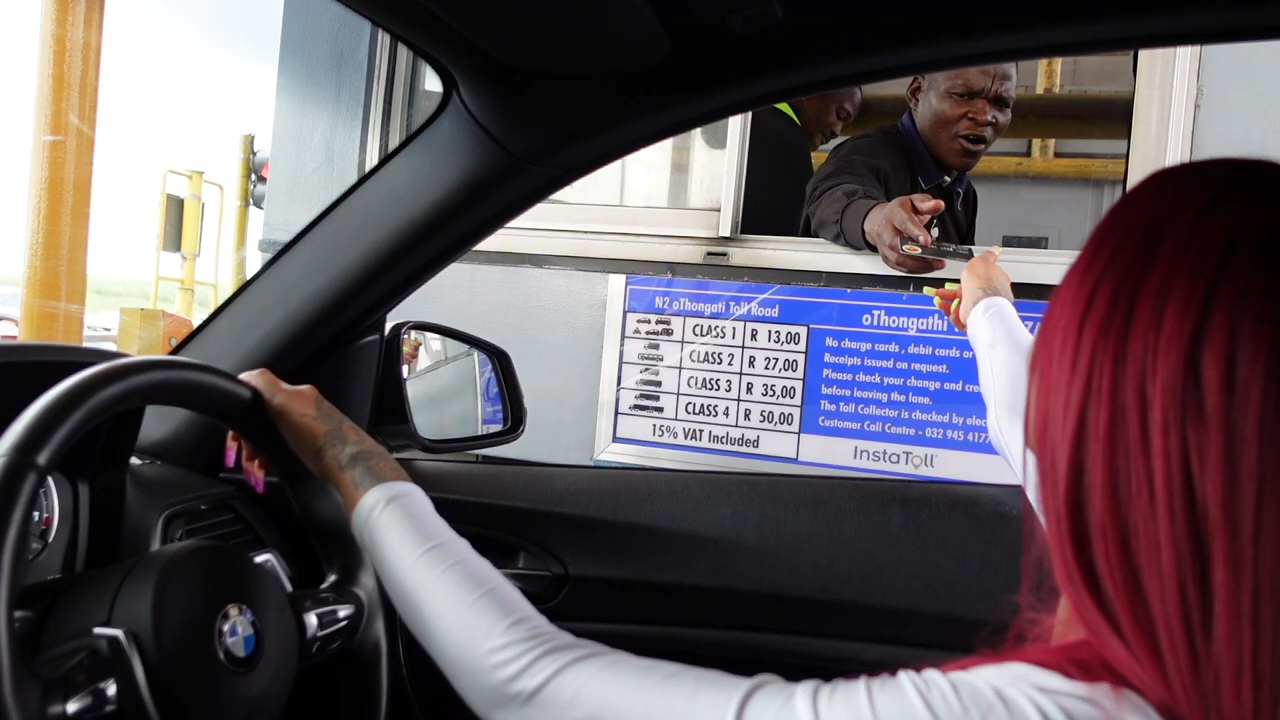 N2 oThongati Toll Road
CLASS 1 R 13,00
CLASS 2 R 27,00
CLASS 3 R 35,00
CLASS 4 R 50,00
15% VAT Included
oThongathi
No charge cards , debit cards or
Receipts issued on request.
Please check your change and
before leaving the lane.
The Toll Collector is checked by
Customer Call Centre - 032 945 4177
InstaToll